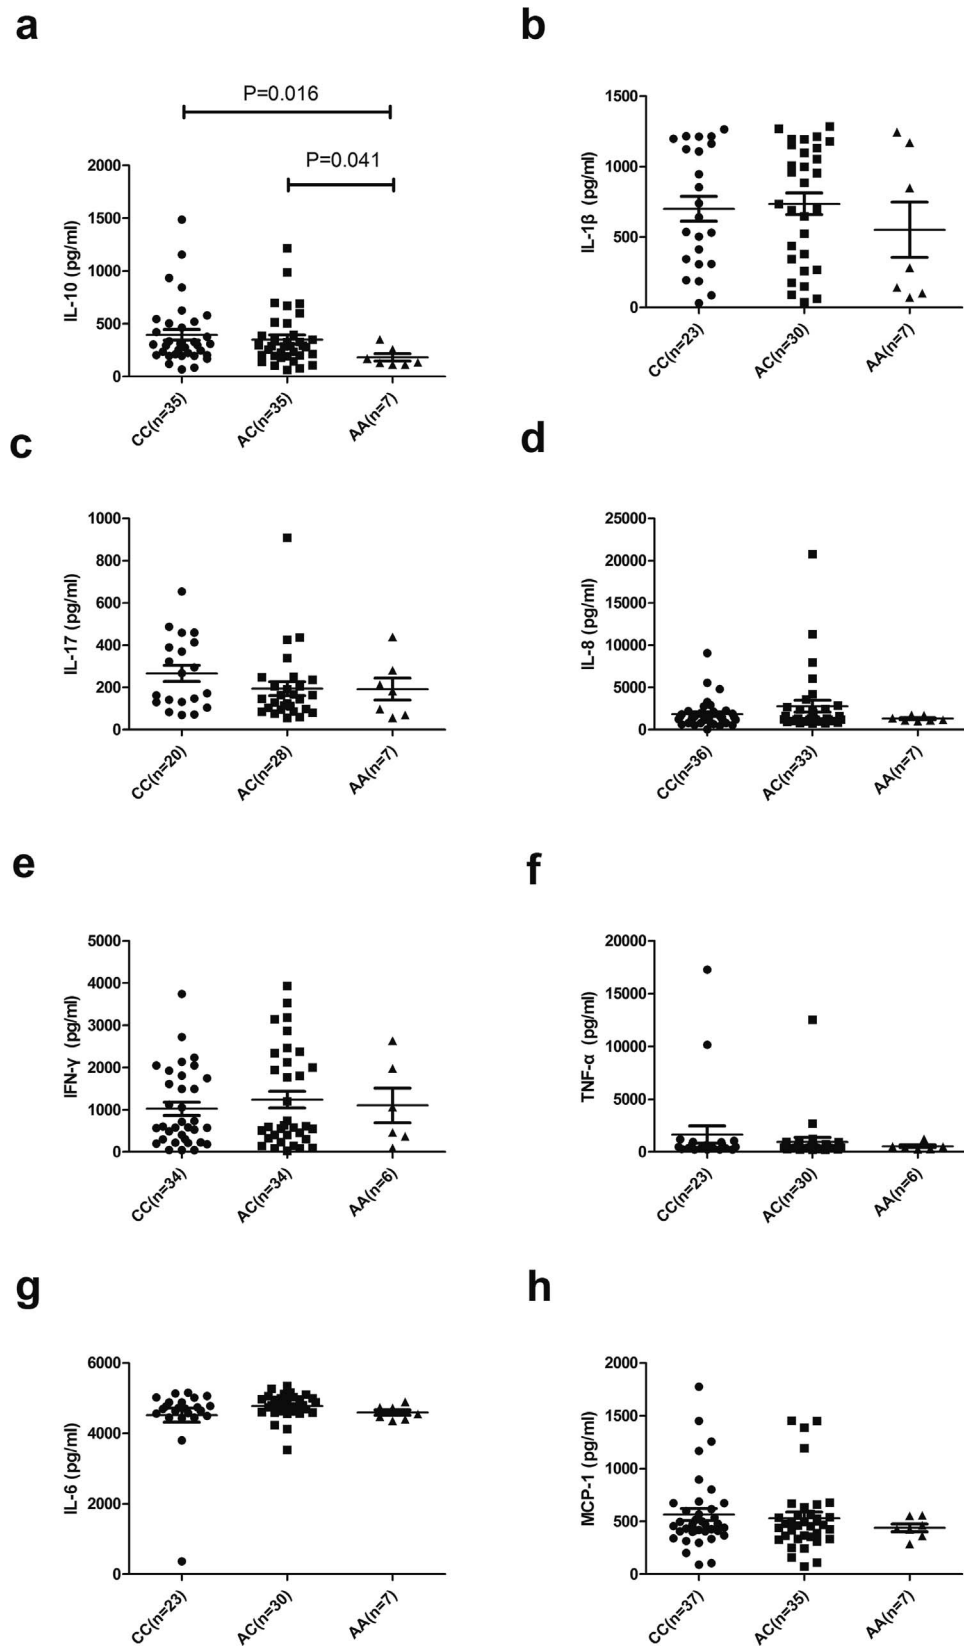 a
P=0.016
P=0.041
IL-10 (pg/ml)
2000
1500
1000
500
0
CC(n=35)
AC(n=35)
AA(n=7)
b
IL-1β (pg/ml)
1500
1000
500
0
CC(n=23)
AC(n=30)
AA(n=7)
c
IL-17 (pg/ml)
1000
800
600
400
200
0
CC(n=20)
AC(n=28)
AA(n=7)
d
IL-8 (pg/ml)
25000
20000
15000
10000
5000
0
CC(n=36)
AC(n=33)
AA(n=7)
e
IFN-γ (pg/ml)
5000
4000
3000
2000
1000
0
CC(n=34)
AC(n=34)
AA(n=6)
f
TNF-α (pg/ml)
20000
15000
10000
5000
0
CC(n=23)
AC(n=30)
AA(n=6)
g
IL-6 (pg/ml)
6000
4000
2000
0
CC(n=23)
AC(n=30)
AA(n=7)
h
MCP-1 (pg/ml)
2000
1500
1000
500
0
CC(n=37)
AC(n=35)
AA(n=7)